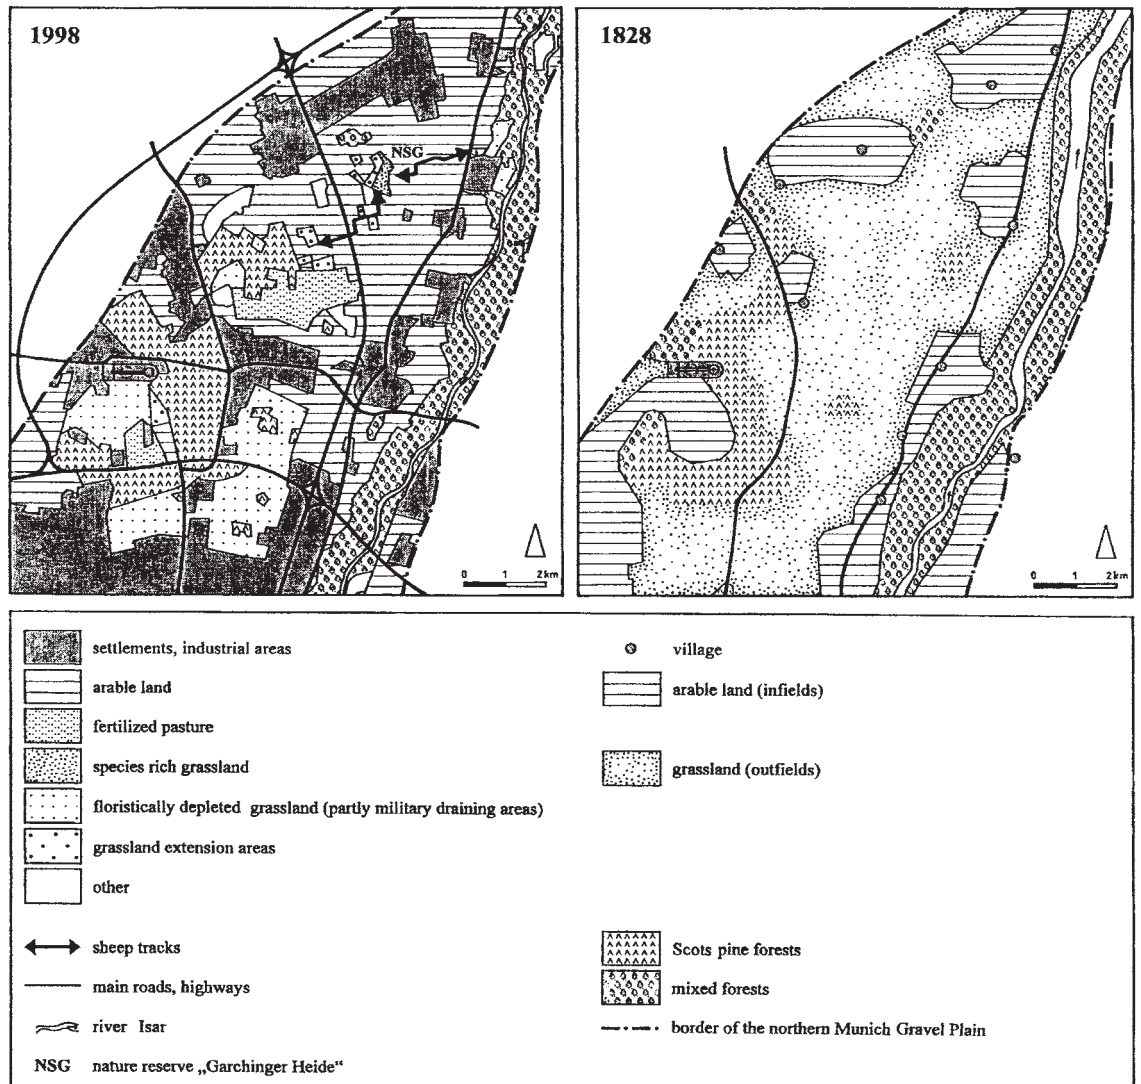 1998
NSG
0 1 2km
1828
0 1 2km
settlements, industrial areas
arable land
fertilized pasture
species rich grassland
floristically depleted grassland (partly military draining areas)
grassland extension areas
other
sheep tracks
main roads, highways
river Isar
NSG nature reserve „Garchinger Heide“
village
arable land (infields)
grassland (outfields)
Scots pine forests
mixed forests
border of the northern Munich Gravel Plain